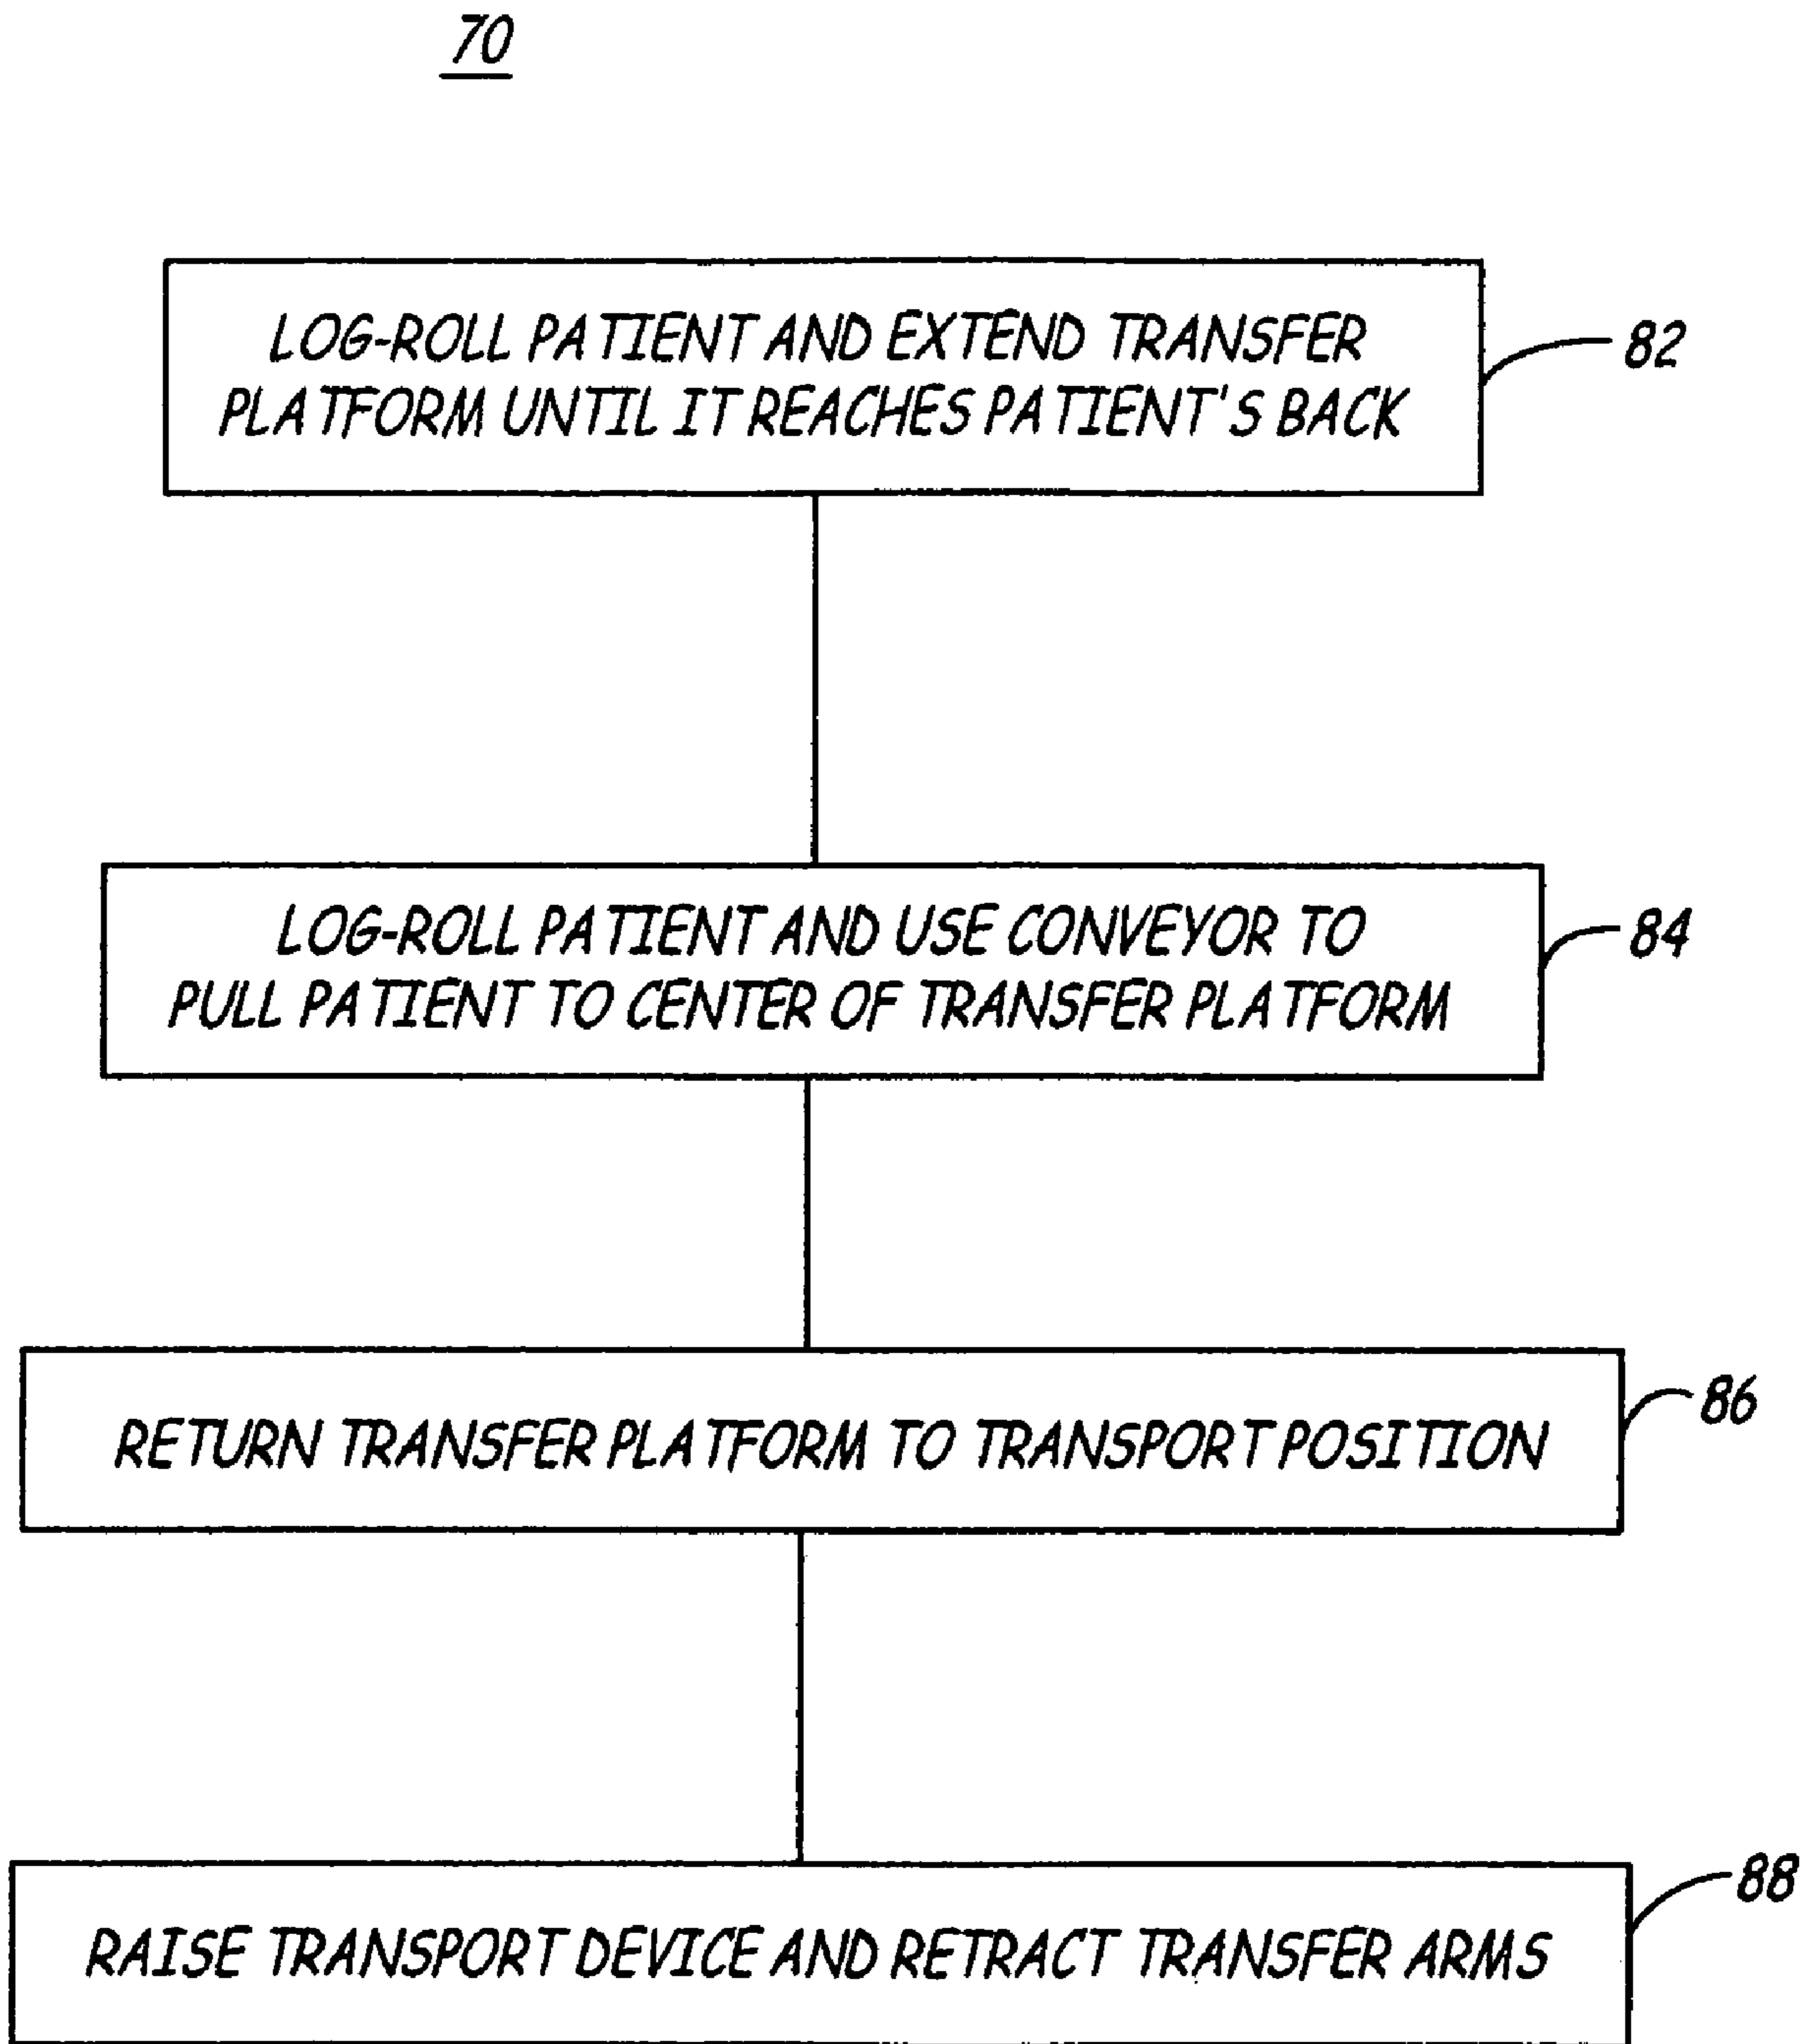 70
LOG-ROLL PATIENT AND EXTEND TRANSFER
PLATFORM UNTIL IT REACHES PATIENT'S BACK
82
LOG-ROLL PATIENT AND USE CONVEYOR TO
PULL PATIENT TO CENTER OF TRANSFER PLATFORM
84
RETURN TRANSFER PLATFORM TO TRANSPORT POSITION
86
RAISE TRANSPORT DEVICE AND RETRACT TRANSFER ARMS
88